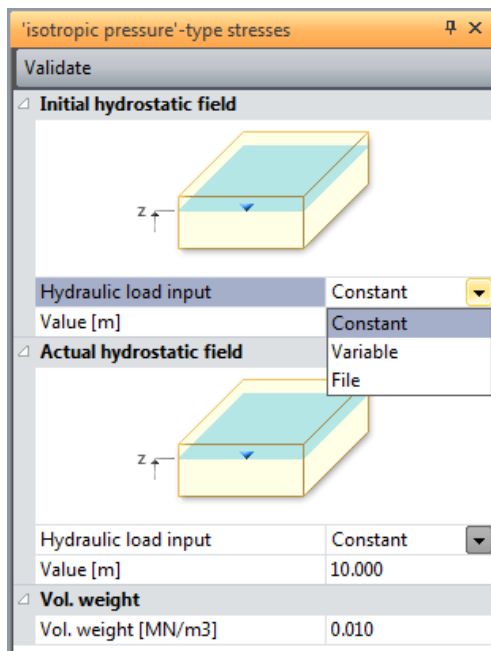 'isotropic pressure'-type stresses
Validate
Initial hydrostatic field
z
Hydraulic load input Constant
Value [m] Constant
Variable
Actual hydrostatic field
File
z
Hydraulic load input Constant
Value [m] 10.000
Vol. weight
Vol. weight [MN/m3] 0.010